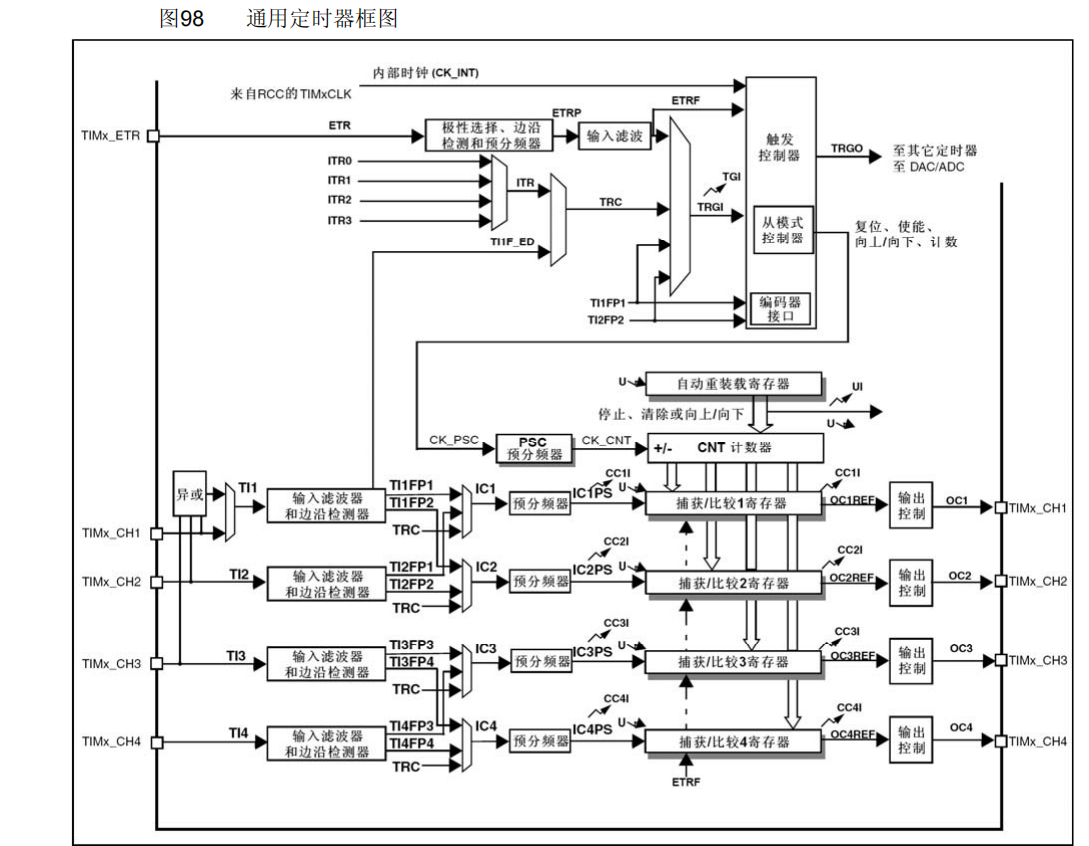 图98 通用定时器框图
内部时钟 (CK_INT)
来自RCC的TIMxCLK
ETRF
ETRP
TIMx_ETR
ETR
极性选择、边沿
检测和预分频器
输入滤波
触发
控制器
TRGO
至其它定时器
至 DAC/ADC
ITR0
ITR1
ITR2
ITR3
ITR
TGI
TRC
TRGI
从模式
控制器
复位、使能、
向上/向下、计数
TI1F_ED
TI1FP1
TI2FP2
编码器
接口
U
自动重装载寄存器
UI
停止、清除或向上/向下
U
CK_PSC
PSC
预分频器
CK_CNT
+/-
CNT 计数器
异或
TI1
输入滤波器
和边沿检测器
TI1FP1
TI1FP2
TRC
IC1
预分频器
CC1I
IC1PS
U
捕获/比较1寄存器
CC1I
OC1REF
输出
控制
OC1
TIMx_CH1
TIMx_CH1
TIMx_CH2
TI2
输入滤波器
和边沿检测器
TI2FP1
TI2FP2
TRC
IC2
预分频器
CC2I
IC2PS
U
捕获/比较2寄存器
CC2I
OC2REF
输出
控制
OC2
TIMx_CH2
TIMx_CH3
TI3
输入滤波器
和边沿检测器
TI3FP3
TI3FP4
TRC
IC3
预分频器
CC3I
IC3PS
U
捕获/比较3寄存器
CC3I
OC3REF
输出
控制
OC3
TIMx_CH3
TIMx_CH4
TI4
输入滤波器
和边沿检测器
TI4FP3
TI4FP4
TRC
IC4
预分频器
CC4I
IC4PS
U
捕获/比较4寄存器
CC4I
OC4REF
输出
控制
OC4
TIMx_CH4
ETRF